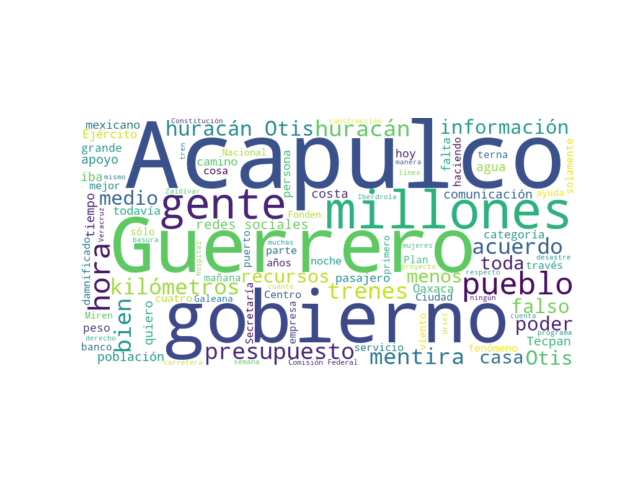 Acapulco
Guerrero
gobierno
millones
gente
pueblo
hora
huracán Otis
huracán
información
mexicano
Ejército
Constitución
construcción
grande
apoyo
tren
Nacional
camino
cosa
persona
hoy
manera
falta
haciendo
terna
agua
solamente
iba
mejor
mismo
Zaldívar
medio
costa
Iberdrola
línea
comunicación
ayuda
todavía
tiempo
Veracruz
sólo
basura
redes sociales
Fonden
puerto
muchas
parte
años
primero
mujeres
proyecto
Plan
categoría
acuerdo
desastre
través
toda
respecto
damnificado
hospital
mañana
recursos
noche
pasajero
menos
Oaxaca
Ciudad
ningún
kilómetros
cuatro
Galeana
cuanto
Centro
trenes
falso
Miren
bien
quiero
peso
derecho
banco
población
Secretaría
empresa
viento
Uriel
poder
cuenta
programa
Tecpan
presupuesto
servicio
mentira
fenómeno
casa
Otis
carretera
semana
Comisión Federal